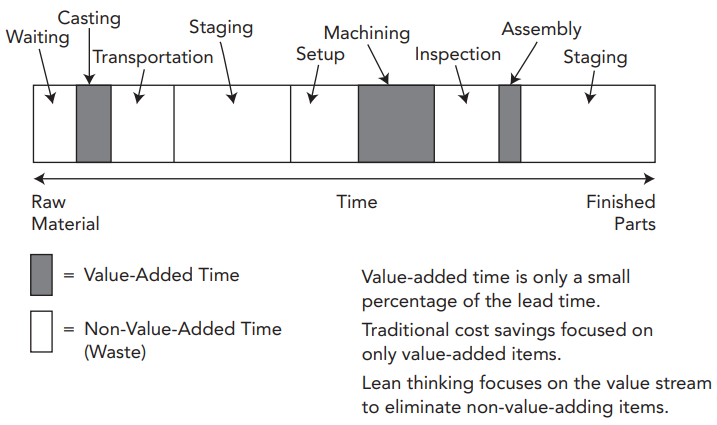 Waiting
Casting
Transportation
Staging
Setup
Machining
Inspection
Assembly
Staging
Raw
Material
Time
Finished
Parts
= Value-Added Time
= Non-Value-Added Time
(Waste)
Value-added time is only a small
percentage of the lead time.
Traditional cost savings focused on
only value-added items.
Lean thinking focuses on the value stream
to eliminate non-value-adding items.